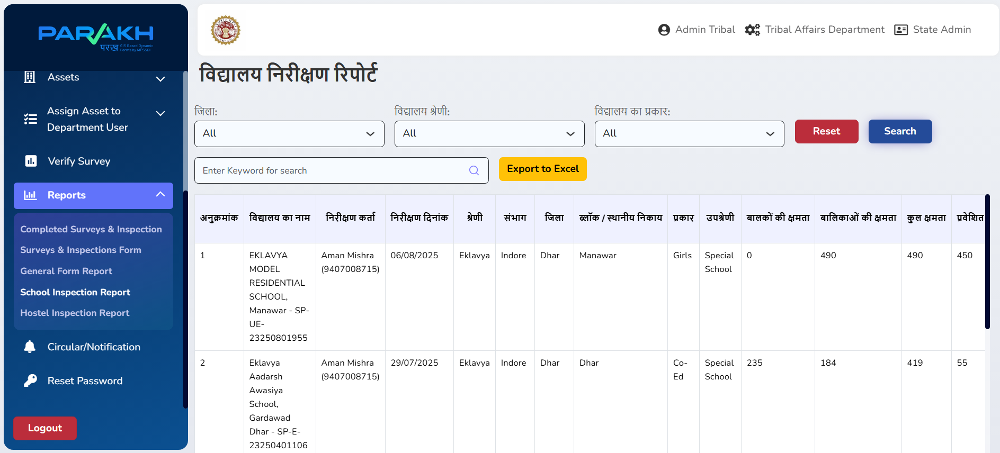 PARAKH
परख GIS Based Dynamic
Forms by MPSSDI
Assets
Assign Asset to
Department User
Verify Survey
Reports
Completed Surveys & Inspection
Surveys & Inspections Form
General Form Report
School Inspection Report
Hostel Inspection Report
Circular/Notification
Reset Password
Logout
Admin Tribal Tribal Affairs Department State Admin
विद्यालय निरीक्षण रिपोर्ट
जिला: विद्यालय श्रेणी: विद्यालय का प्रकार:
All All All Reset Search
Enter Keyword for search Export to Excel
अनुक्रमांक विद्यालय का नाम निरीक्षण कर्ता निरीक्षण दिनांक श्रेणी संभाग जिला ब्लॉक / स्थानीय निकाय प्रकार उपश्रेणी बालकों की क्षमता बालिकाओं की क्षमता कुल क्षमता प्रवेशित
1 EKLAVYA Aman Mishra 06/08/2025 Eklavya Indore Dhar Manawar Girls Special 0 490 490 450
MODEL (9407008715) School
RESIDENTIAL
SCHOOL,
Manawar - SP-
UE-
23250801955
2 Eklavya Aman Mishra 29/07/2025 Eklavya Indore Dhar Dhar Co- Special 235 184 419 55
Aadarsh (9407008715) Ed School
Awasiya
School,
Gardawad
Dhar - SP-E-
23250401106